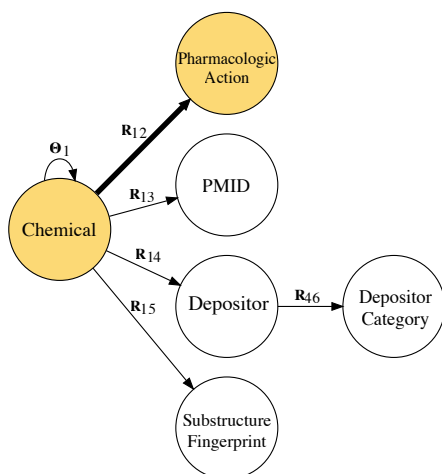 Pharmacologic
Action
R12
Θ1
PMID
R13
Chemical
R14
R15
Depositor
R46
Depositor
Category
Substructure
Fingerprint